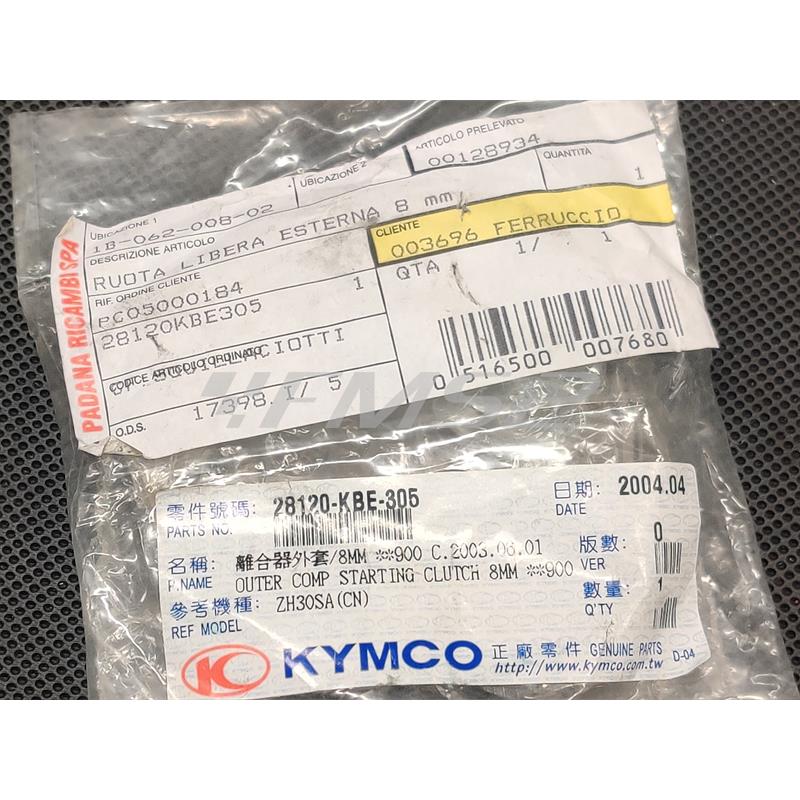 PADANA RICAMBI SPA
UBICAZIONE 1
1B-062-008-02
UBICAZIONE 2
ARTICOLO PRELEVATO
00128934
DESCRIZIONE ARTICOLO
RUOTA LIBERA ESTERNA 8 mm
QUANTITÀ
1
RIF. ORDINE CLIENTE
PC05000184
1
CLIENTE
003696 FERRUCCIO
28120KBE305
QTA 1/ 1
CODICE ARTICOLO ORDINATO
O.D.S.
17398. 1/ 5
0 516500 007680
HFMS
零件號碼:
PARTS NO.
28120-KBE-305
日期:
DATE
2004.04
名稱:
P.NAME
離合器外套/8MM **900 C.2003.06.01
OUTER COMP STARTING CLUTCH 8MM **900
版數:
VER
0
參考機種:
REF MODEL
ZH30SA(CN)
數量:
Q'TY
1
KYMCO
正廠零件 GENUINE PARTS
http://www.kymco.com.tw
D-04